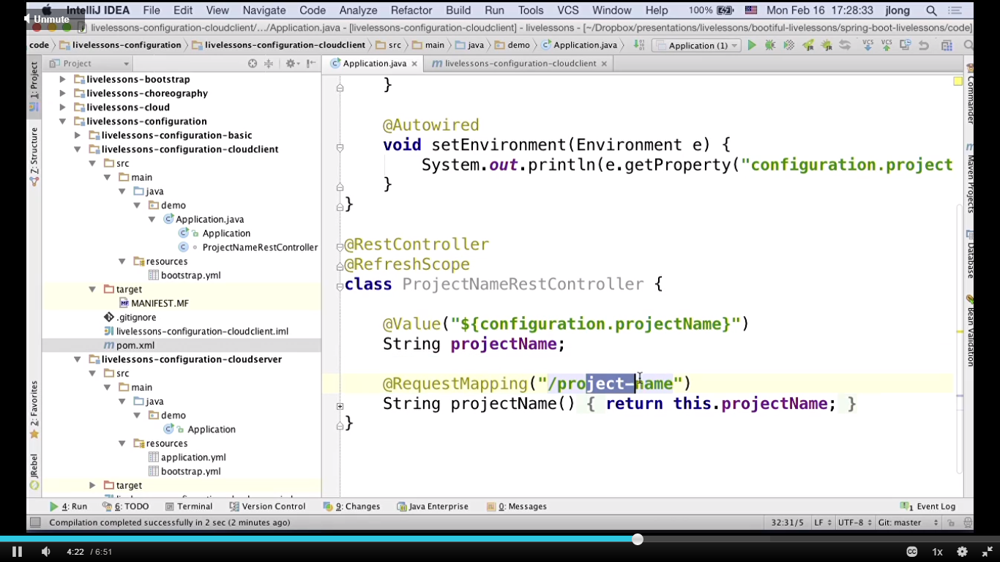 IntelliJ IDEA File Edit View Navigate Code Analyze Refactor Build Run Tools VCS Window Help 100% Mon Feb 16 17:28:33 jlong
Unmute
livelessons-configuration-cloudclient/.../Application.java - [livelessons-configuration-cloudclient] - livelessons - [~/Dropbox/presentations/livelessons/bootiful-livelessons/spring-boot-livelessons/code]
code livelessons-configuration livelessons-configuration-cloudclient src main java demo Application.java Application (1) VCS VCS
Project
Application.java
livelessons-configuration-cloudclient
1: Project
Z: Structure
2: Favorites
JRebel
livelessons-bootstrap
livelessons-choreography
livelessons-cloud
livelessons-configuration
livelessons-configuration-basic
livelessons-configuration-cloudclient
src
main
java
demo
Application.java
Application
ProjectNameRestController
resources
bootstrap.yml
target
MANIFEST.MF
.gitignore
livelessons-configuration-cloudclient.iml
pom.xml
livelessons-configuration-cloudserver
src
main
java
demo
Application
resources
application.yml
bootstrap.yml
target
}
@Autowired
void setEnvironment(Environment e) {
System.out.println(e.getProperty("configuration.project
}
}
@RestController
@RefreshScope
class ProjectNameRestController {
@Value("${configuration.projectName}")
String projectName;
@RequestMapping("/project-name")
String projectName() { return this.projectName; }
}
Commander
Maven Projects
Database
Bean Validation
4: Run 6: TODO Terminal Version Control 9: Changes Java Enterprise 0: Messages 1 Event Log
Compilation completed successfully in 2 sec (2 minutes ago) 32:31/5 LF UTF-8 Git: master
4:22 / 6:51 CC 1x